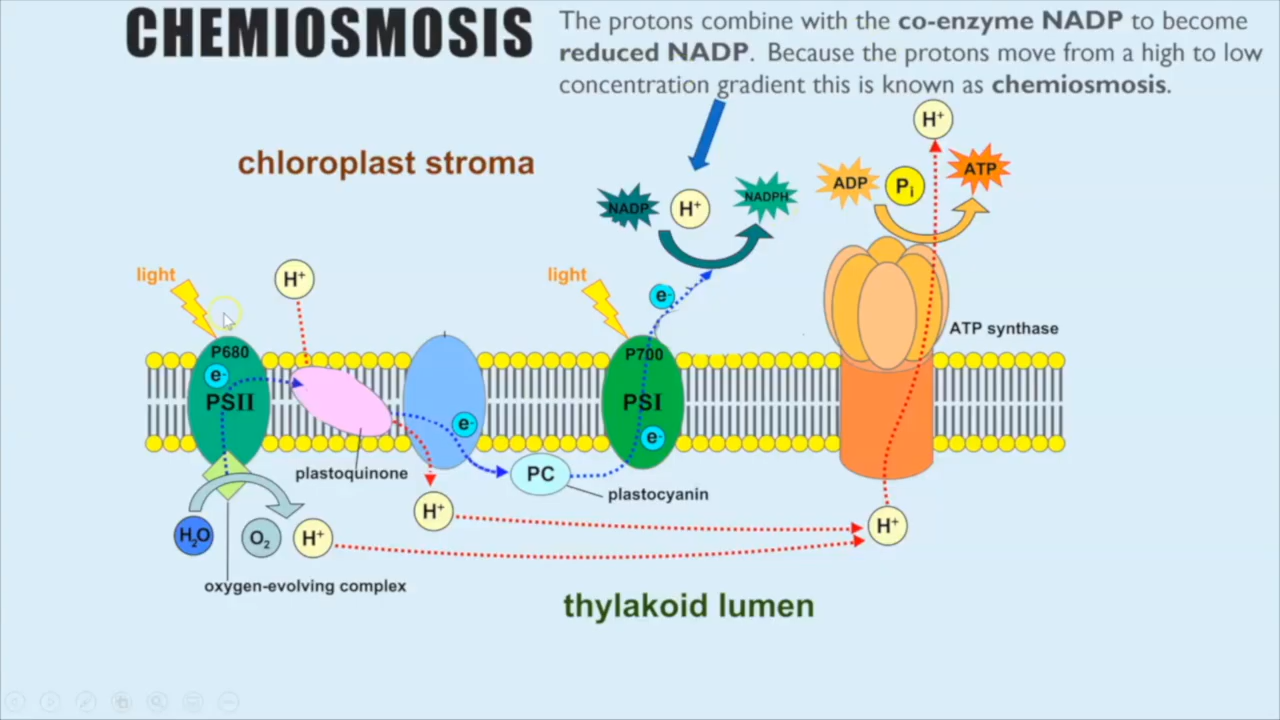 CHEMIOSMOSIS
The protons combine with the co-enzyme NADP to become
reduced NADP. Because the protons move from a high to low
concentration gradient this is known as chemiosmosis.
chloroplast stroma
H⁺
ADP
Pᵢ
ATP
NADP
H⁺
NADPH
light
H⁺
light
e⁻
ATP synthase
P680
e⁻
PSII
P700
PSI
e⁻
e⁻
plastoquinone
PC
plastocyanin
H⁺
H⁺
H₂O
O₂
H⁺
oxygen-evolving complex
thylakoid lumen